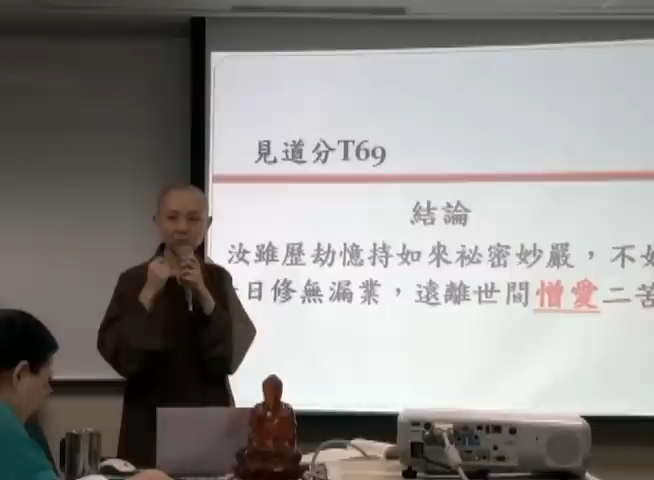 見道分T69
結論
汝雖歷劫憶持如來祕密妙嚴，不如
日修無漏業，遠離世間憎愛二苦